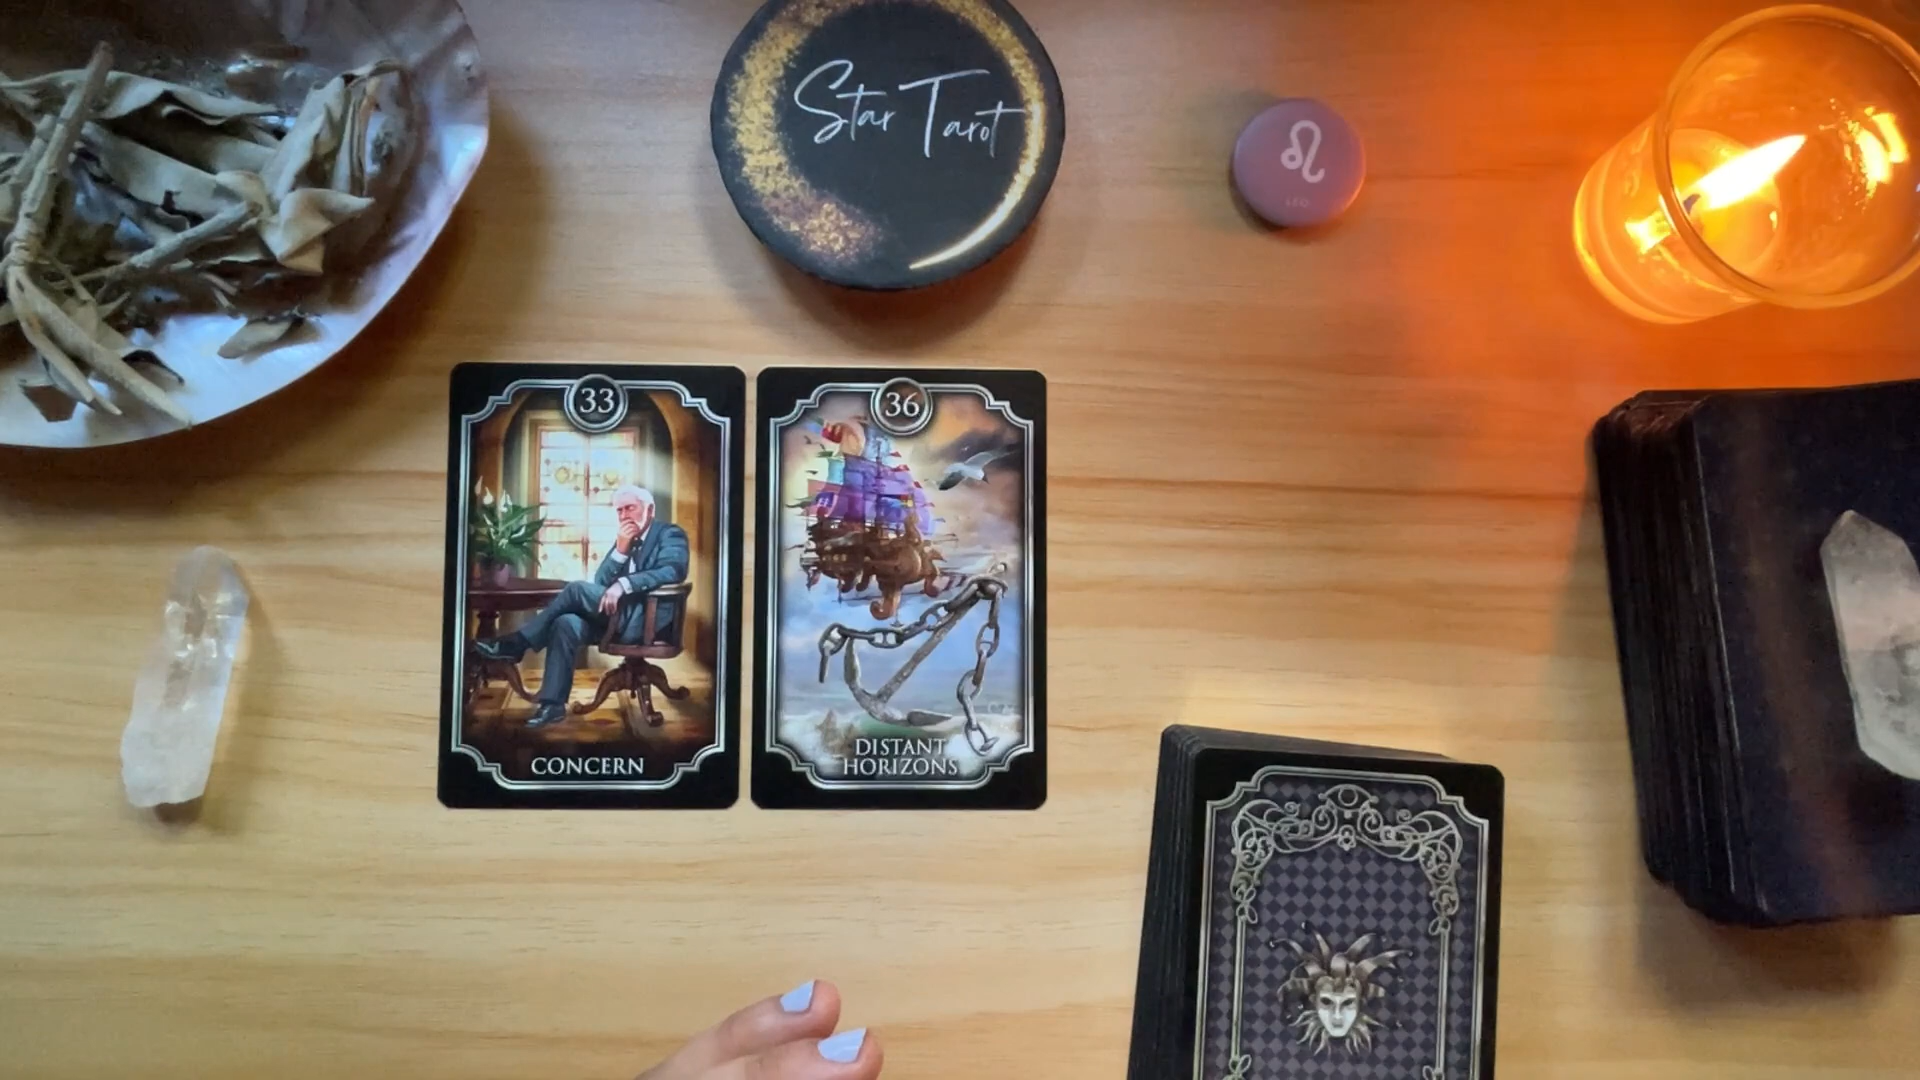 Star Tarot
LEO
33
CONCERN
36
DISTANT
HORIZONS